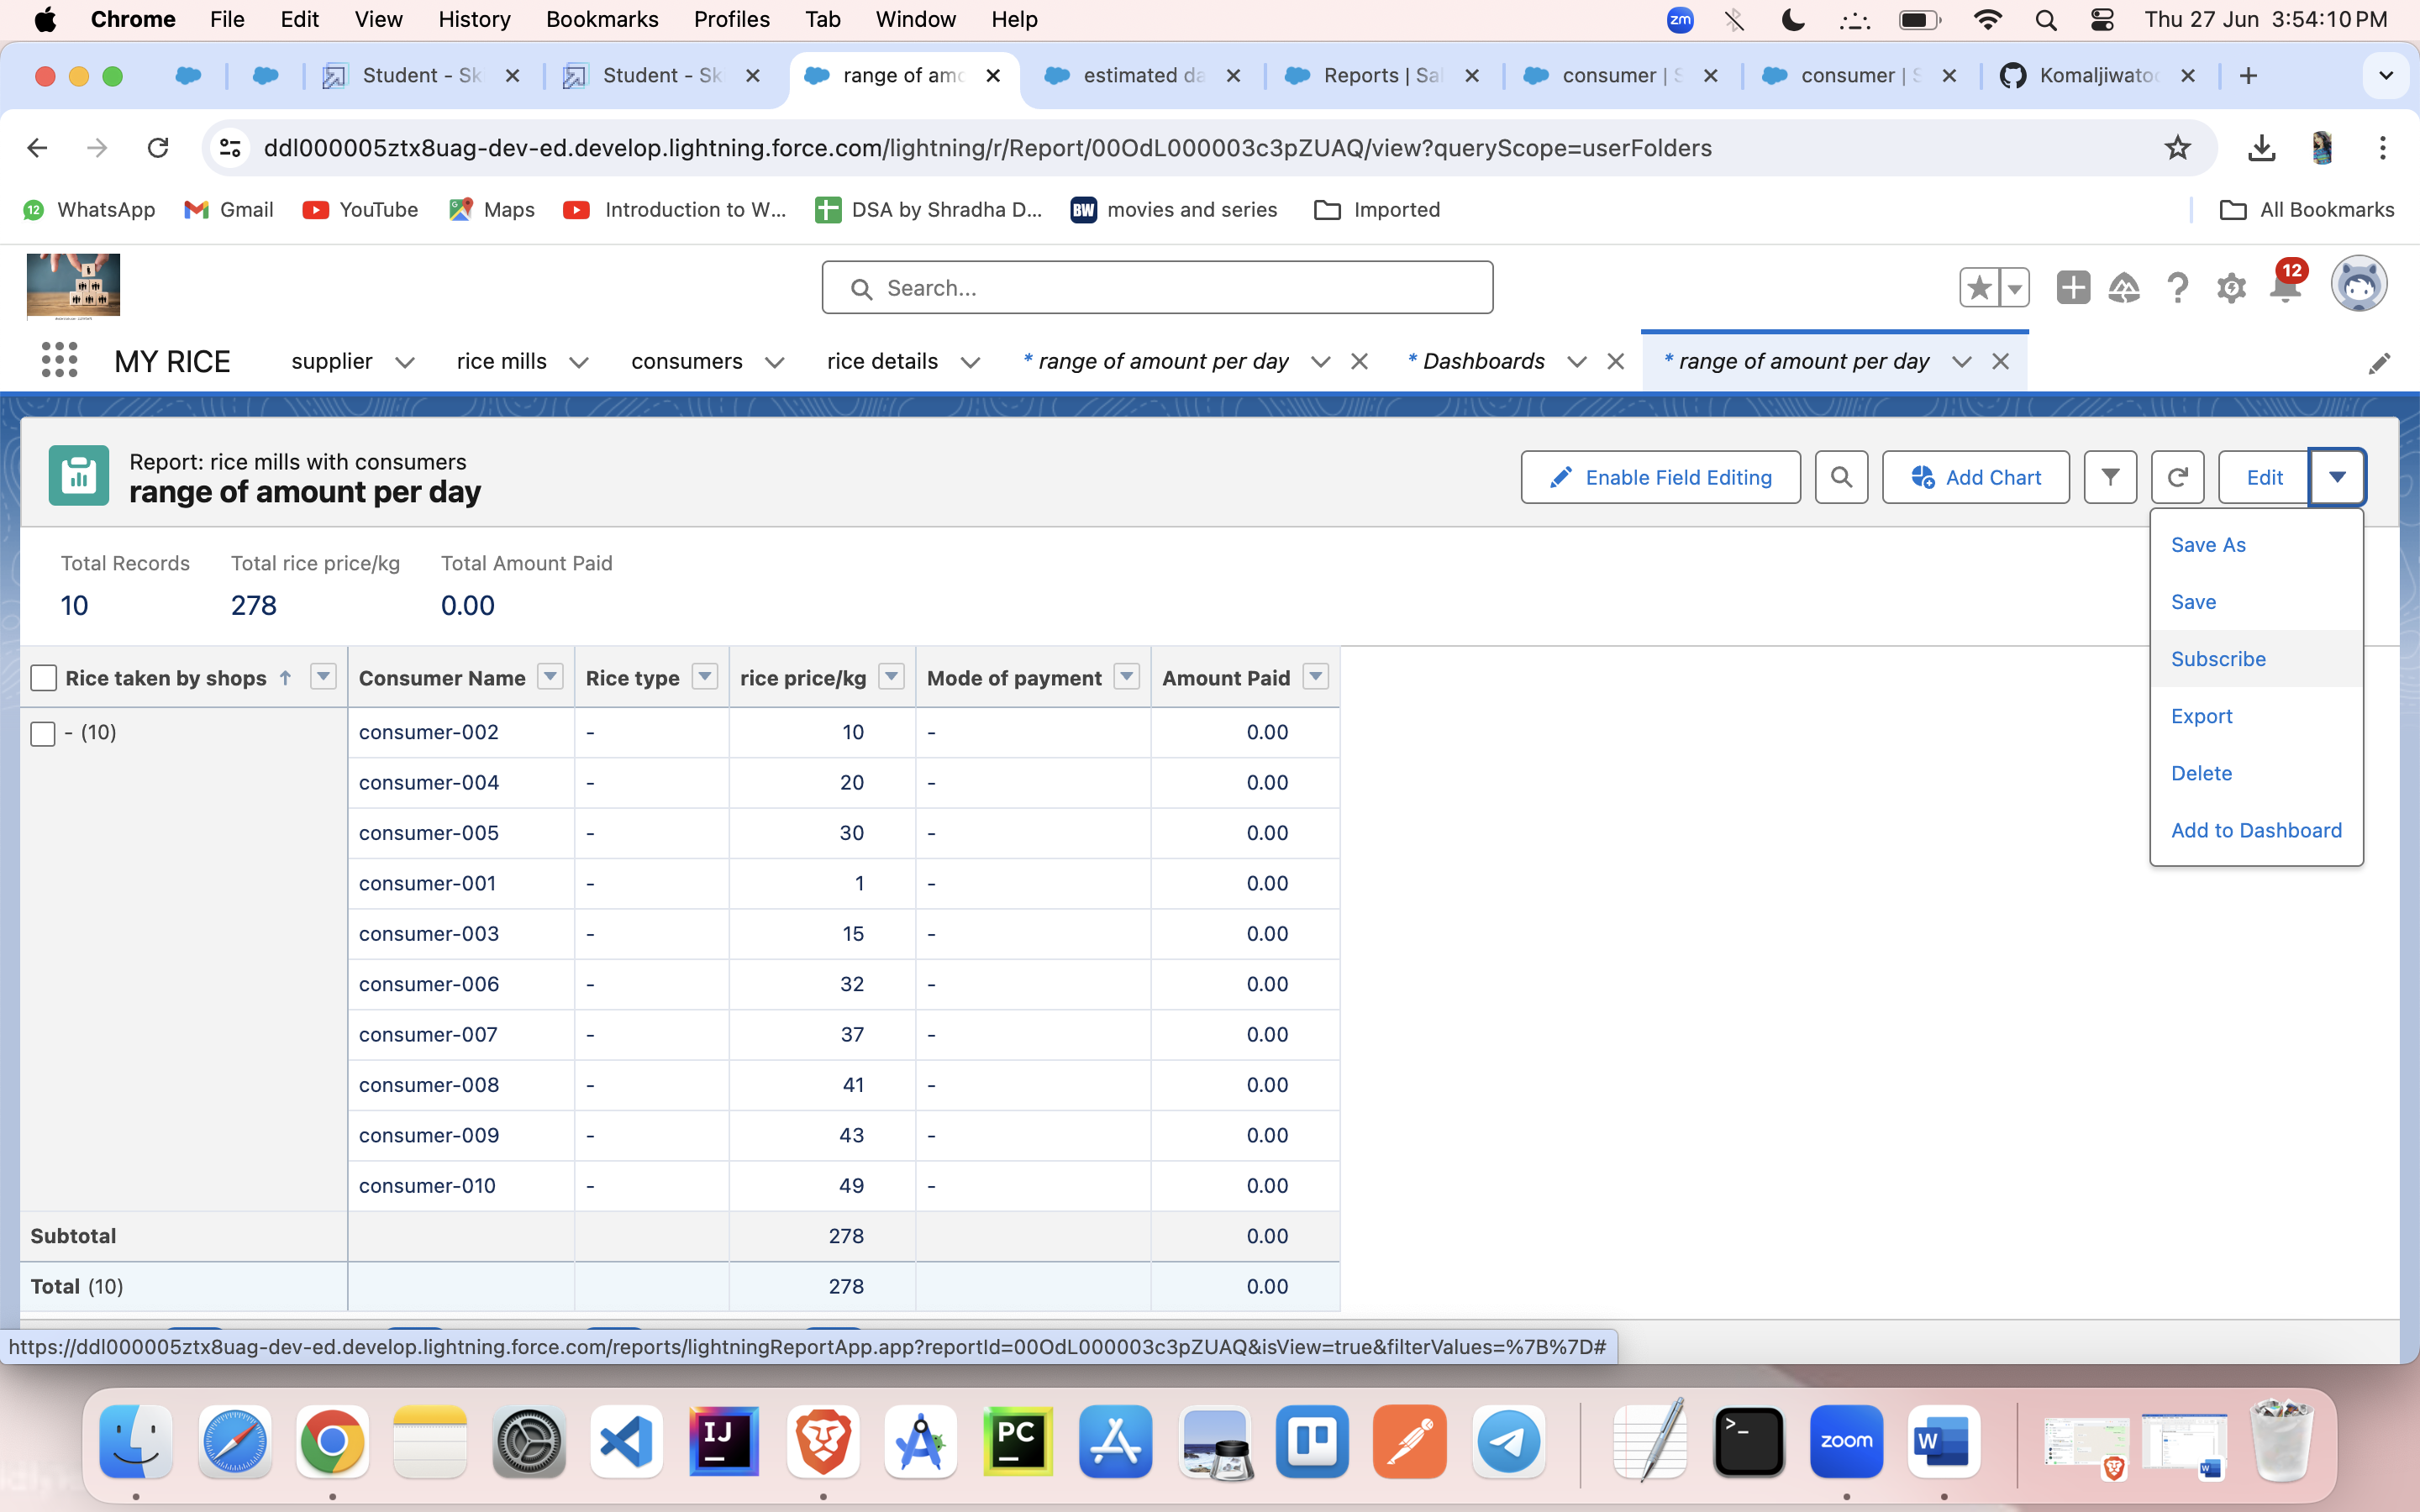 Chrome File Edit View History Bookmarks Profiles Tab Window Help zm Thu 27 Jun 3:54:10 PM
Student - Sk Student - Sk range of amo estimated da Reports | Sal consumer | S consumer | S Komaljiwato
ddl000005ztx8uag-dev-ed.develop.lightning.force.com/lightning/r/Report/00OdL000003c3pZUAQ/view?queryScope=userFolders
12 WhatsApp Gmail YouTube Maps Introduction to W... DSA by Shradha D... BW movies and series Imported All Bookmarks
Search... 12
MY RICE supplier rice mills consumers rice details * range of amount per day * Dashboards * range of amount per day
Report: rice mills with consumers
range of amount per day
Enable Field Editing Add Chart Edit
Save As
Save
Subscribe
Export
Delete
Add to Dashboard
Total Records Total rice price/kg Total Amount Paid
10 278 0.00
Rice taken by shops ↑ Consumer Name Rice type rice price/kg Mode of payment Amount Paid
- (10) consumer-002 - 10 - 0.00
consumer-004 - 20 - 0.00
consumer-005 - 30 - 0.00
consumer-001 - 1 - 0.00
consumer-003 - 15 - 0.00
consumer-006 - 32 - 0.00
consumer-007 - 37 - 0.00
consumer-008 - 41 - 0.00
consumer-009 - 43 - 0.00
consumer-010 - 49 - 0.00
Subtotal 278 0.00
Total (10) 278 0.00
https://ddl000005ztx8uag-dev-ed.develop.lightning.force.com/reports/lightningReportApp.app?reportId=00OdL000003c3pZUAQ&isView=true&filterValues=%7B%7D#
IJ PC >_ zoom W